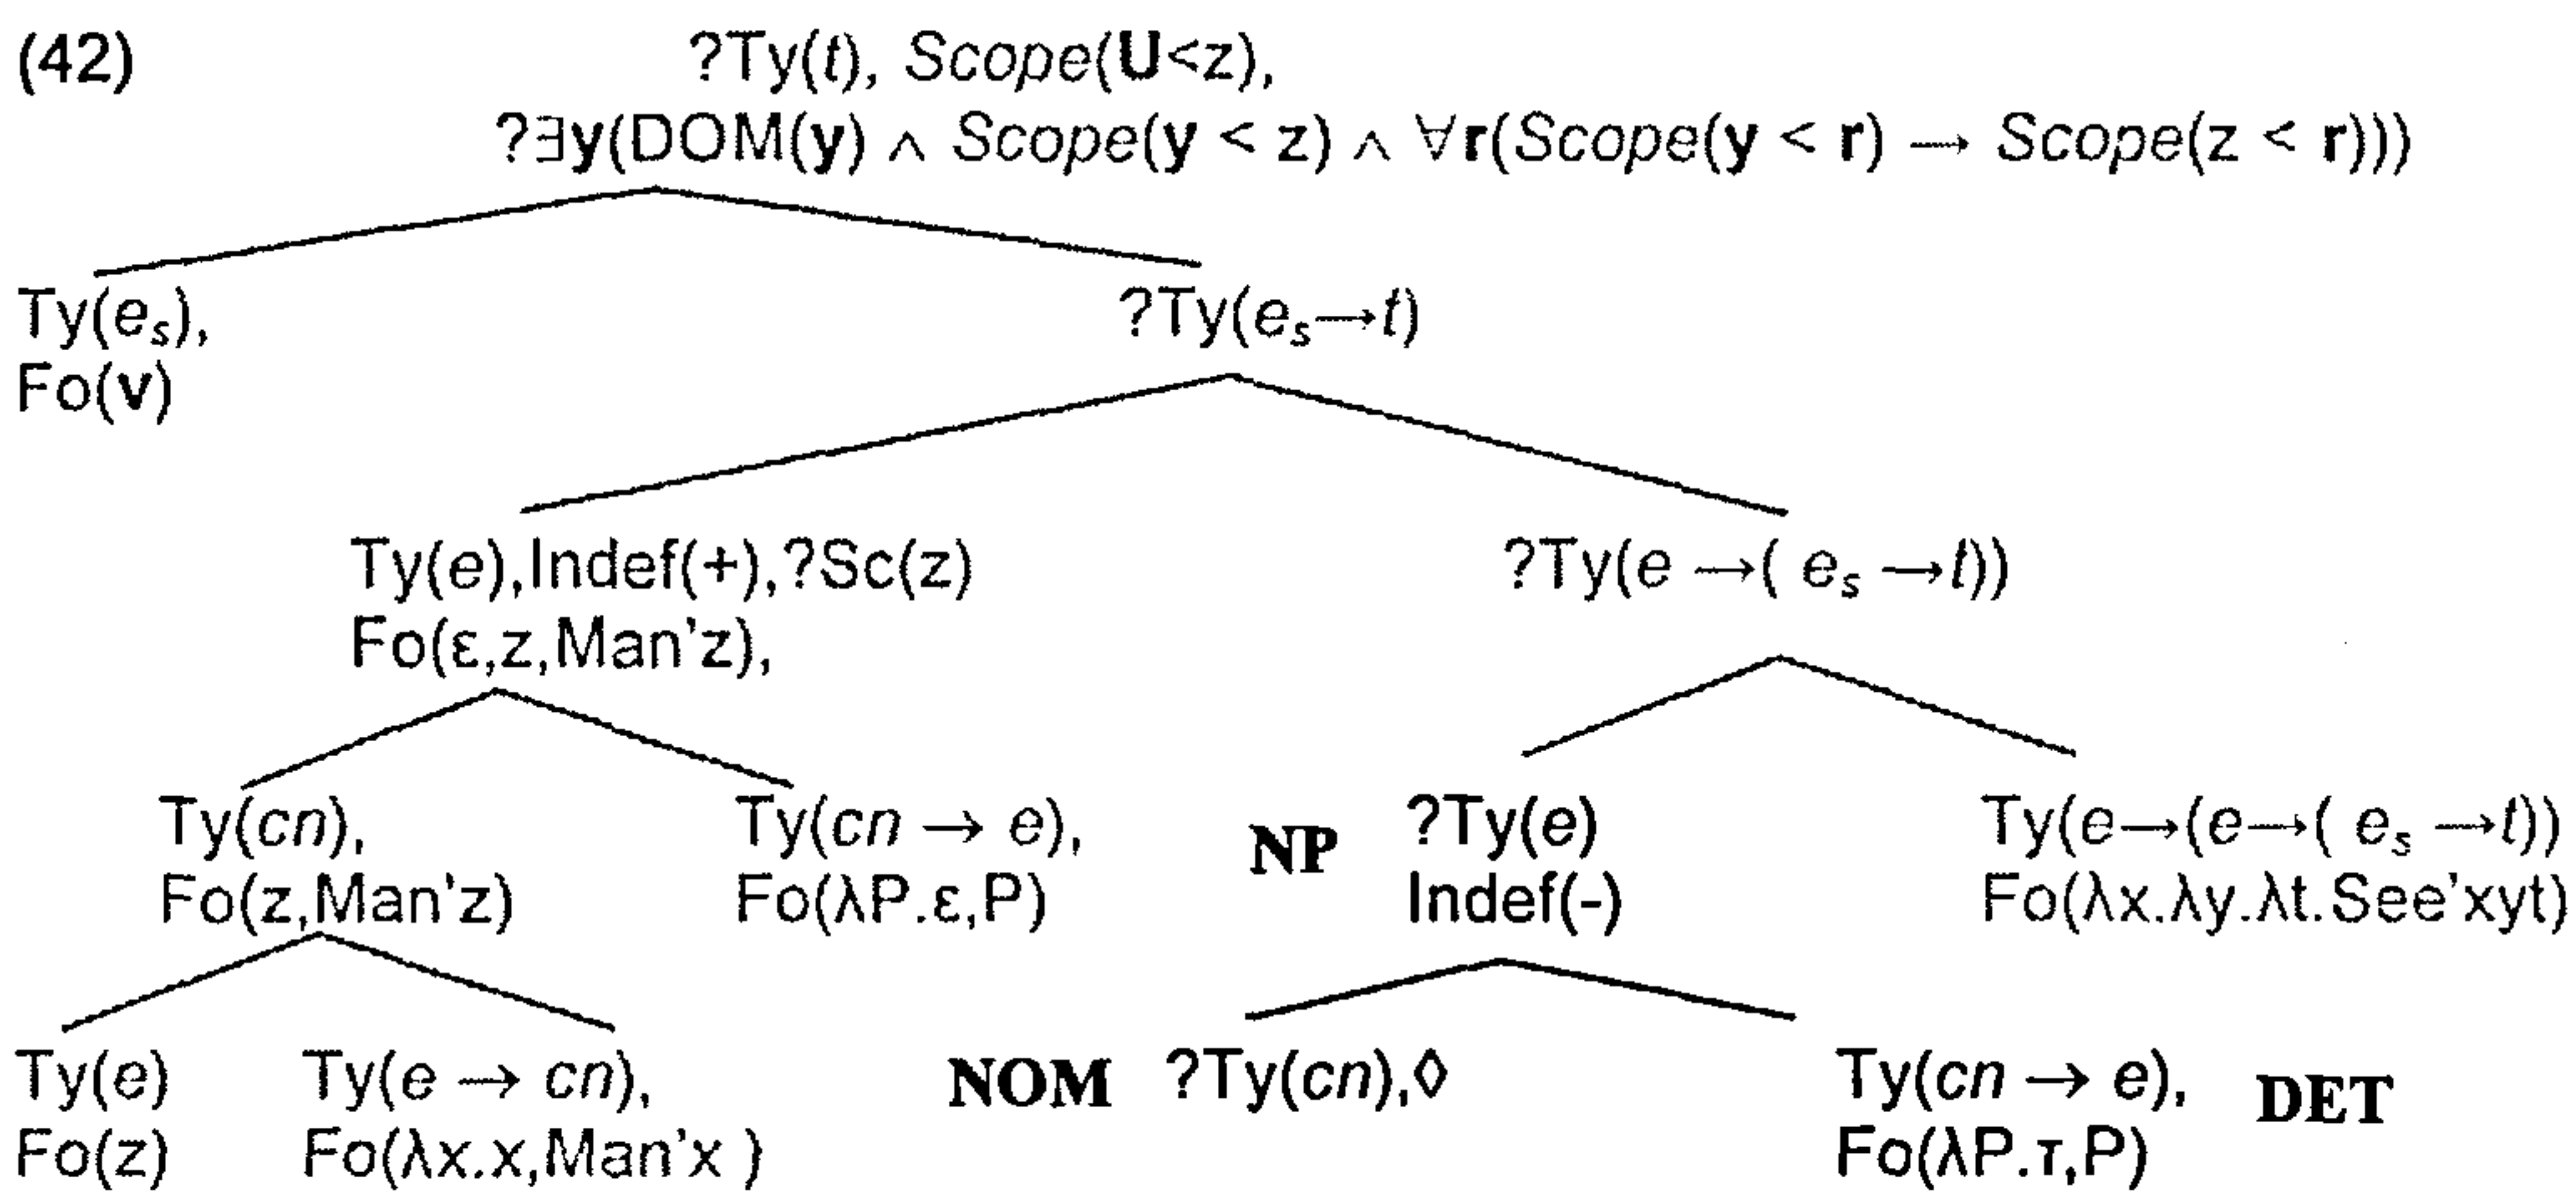 (42) ?Ty(t), Scope(U<z),
?∃y(DOM(y) ∧ Scope(y < z) ∧ ∀r(Scope(y < r) → Scope(z < r)))
Ty(eₛ), ?Ty(eₛ→t)
Fo(v)
Ty(e),Indef(+),?Sc(z) ?Ty(e →( eₛ →t))
Fo(ε,z,Man'z),
Ty(cn), Ty(cn → e), NP ?Ty(e) Ty(e→(e→( eₛ →t))
Fo(z,Man'z) Fo(λP.ε,P) Indef(-) Fo(λx.λy.λt.See'xyt)
Ty(e) Ty(e → cn), NOM ?Ty(cn),◊ Ty(cn → e), DET
Fo(z) Fo(λx.x,Man'x ) Fo(λP.τ,P)